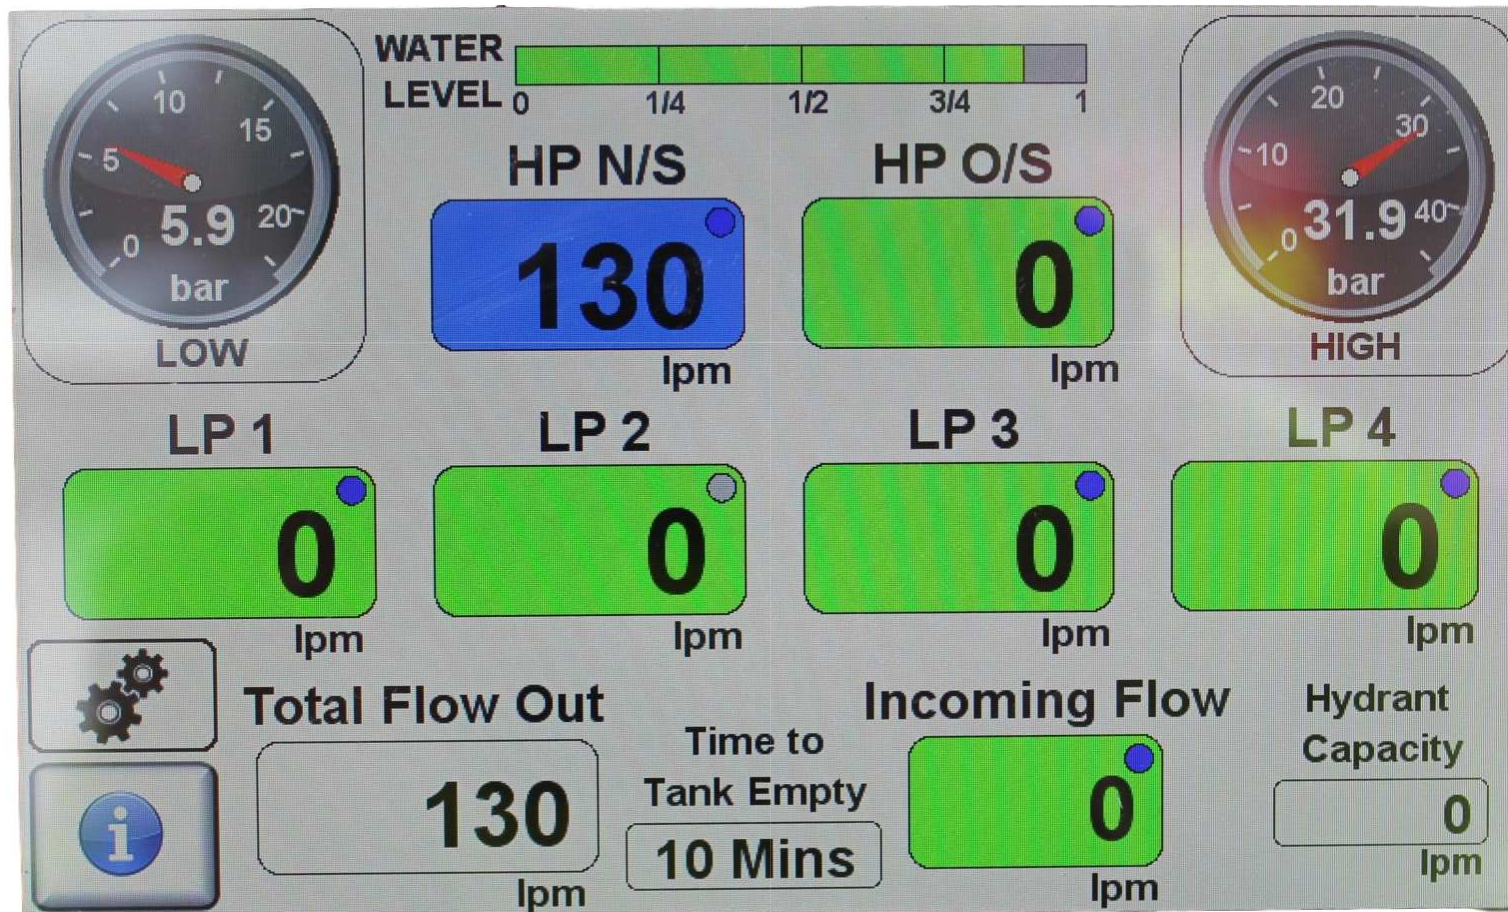 WATER
LEVEL
0 1/4 1/2 3/4 1
10
15
5
20
0
5.9
bar
LOW
HP N/S
130
lpm
HP O/S
0
lpm
20
30
10
40
0
31.9
bar
HIGH
LP 1
0
lpm
LP 2
0
lpm
LP 3
0
lpm
LP 4
0
lpm
i
Total Flow Out
130
lpm
Time to
Tank Empty
10 Mins
Incoming Flow
0
lpm
Hydrant
Capacity
0
lpm